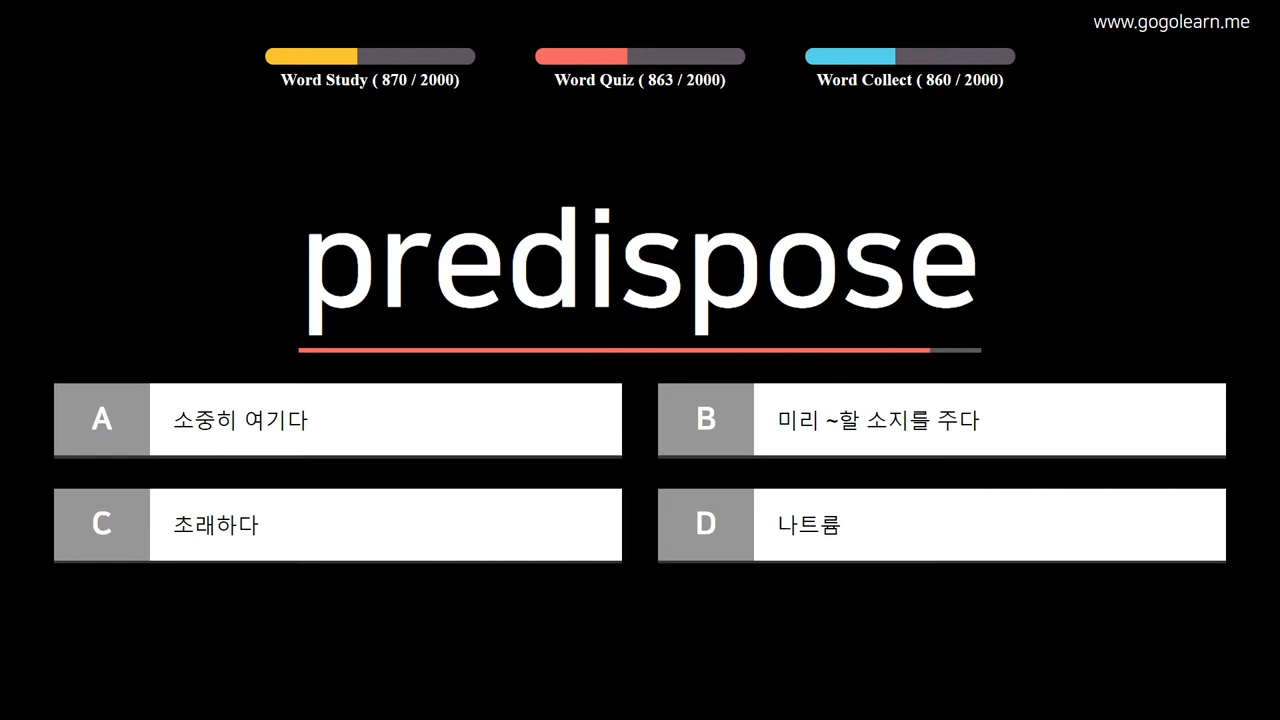 www.gogolearn.me
Word Study ( 870 / 2000)
Word Quiz ( 863 / 2000)
Word Collect ( 860 / 2000)
predispose
A 소중히 여기다
B 미리 ~할 소지를 주다
C 초래하다
D 나트륨